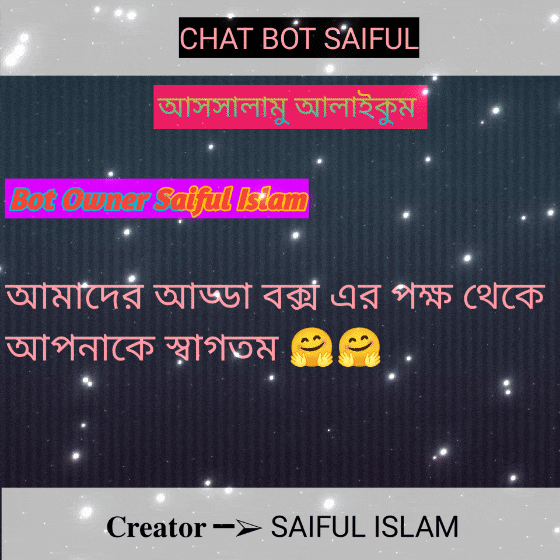 CHAT BOT SAIFUL
আসসালামু আলাইকুম
Bot Owner Saiful Islam
আমাদের আড্ডা বক্স এর পক্ষ থেকে
আপনাকে স্বাগতম 🤗🤗
Creator ━➢ SAIFUL ISLAM